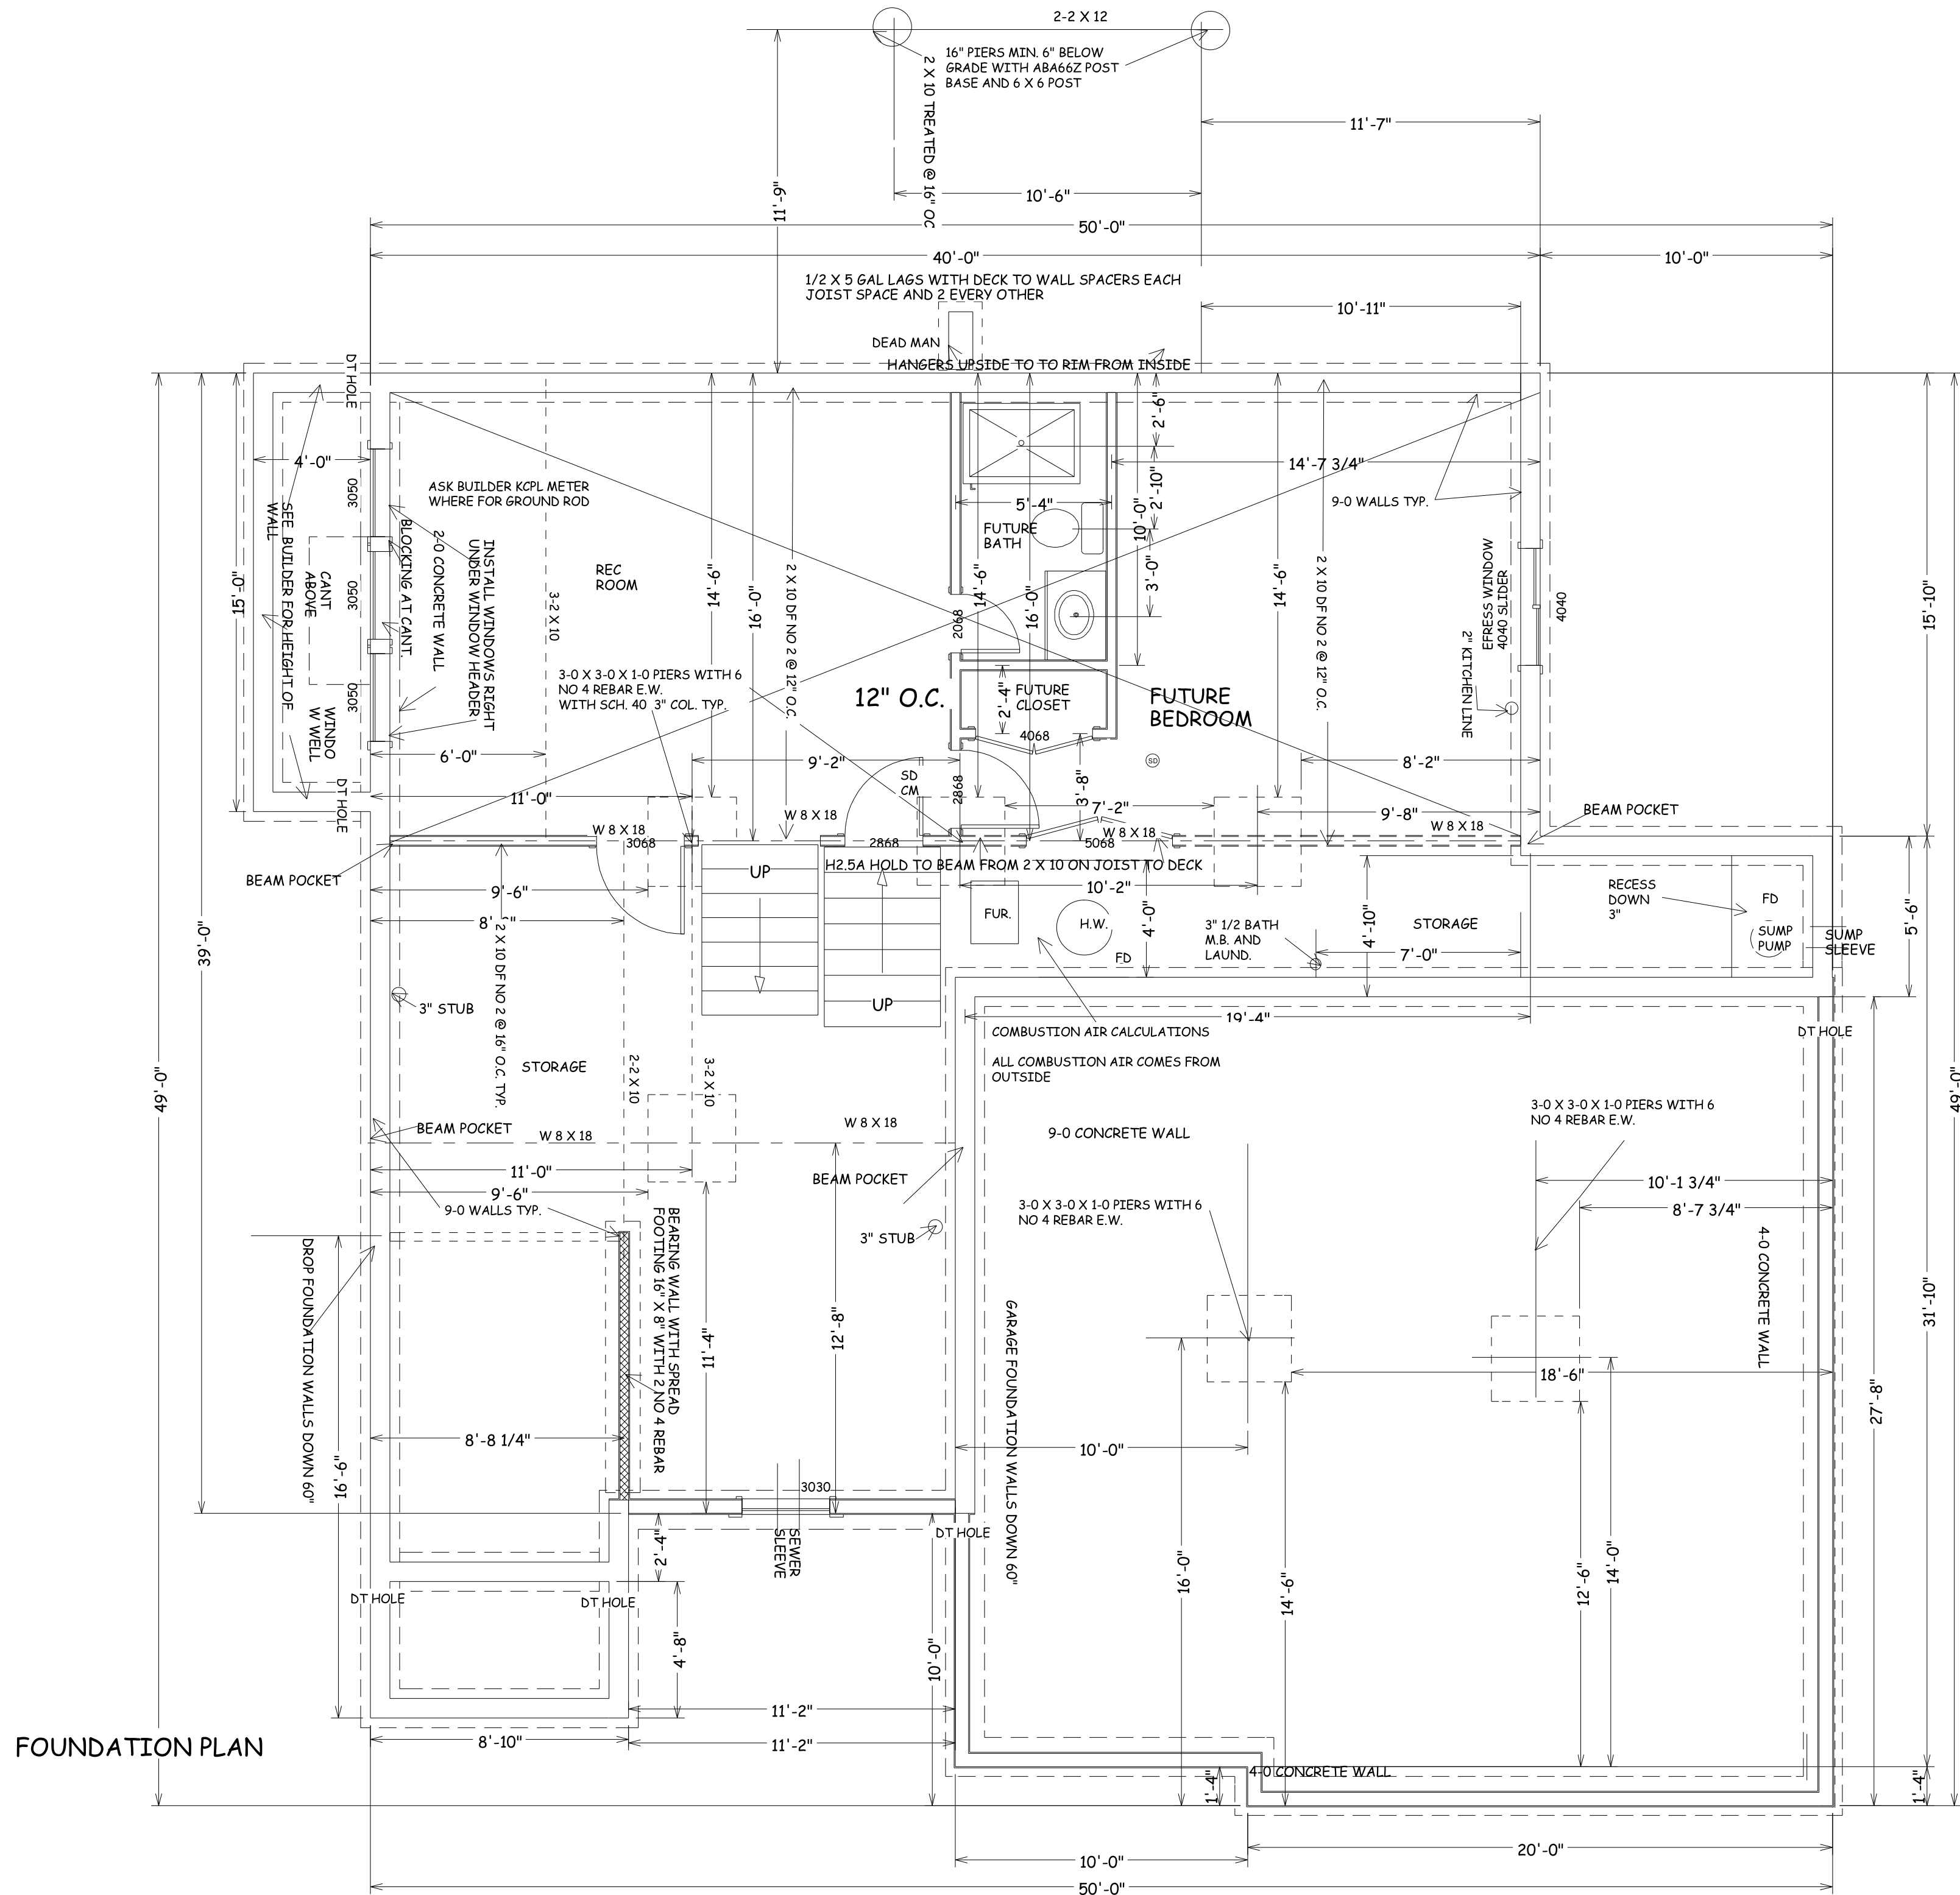 2-2 X 12
16" PIERS MIN. 6" BELOW
GRADE WITH ABA66Z POST
BASE AND 6 X 6 POST
2 X 10 TREATED @ 16" OC
11'-7"
11'-9"
10'-6"
50'-0"
40'-0"
10'-0"
1/2 X 5 GAL LAGS WITH DECK TO WALL SPACERS EACH
JOIST SPACE AND 2 EVERY OTHER
10'-11"
DEAD MAN
HANGERS UPSIDE TO TO RIM FROM INSIDE
DT HOLE
4'-0"
3050
3050
3050
SEE BUILDER FOR HEIGHT OF
WALL
CANT
ABOVE
WINDO
W WELL
15'-0"
DT HOLE
ASK BUILDER KCPL METER
WHERE FOR GROUND ROD
BLOCKING AT CANT.
2-0 CONCRETE WALL
INSTALL WINDOWS RIGHT
UNDER WINDOW HEADER
REC
ROOM
3-2 X 10
3-0 X 3-0 X 1-0 PIERS WITH 6
NO 4 REBAR E.W.
WITH SCH. 40 3" COL. TYP.
14'-6"
16'-0"
2 X 10 DF NO 2 @ 12" O.C.
12" O.C.
5'-4"
FUTURE
BATH
2868
14'-6"
16'-0"
10'-0"
2'-6"
2'-10"
3'-0"
14'-7 3/4"
9-0 WALLS TYP.
14'-6"
2 X 10 DF NO 2 @ 12" O.C.
EFRESS WINDOW
4040 SLIDER
4040
2" KITCHEN LINE
2'-4"
FUTURE
CLOSET
4068
FUTURE
BEDROOM
SD
15'-10"
6'-0"
9'-2"
SD
CM
2868
3'-8"
8'-2"
11'-0"
7'-2"
9'-8"
BEAM POCKET
W 8 X 18
3068
W 8 X 18
2868
W 8 X 18
5068
W 8 X 18
H2.5A HOLD TO BEAM FROM 2 X 10 ON JOIST TO DECK
BEAM POCKET
UP
UP
9'-6"
8'-6"
10'-2"
FUR.
H.W.
4'-0"
FD
3" 1/2 BATH
M.B. AND
LAUND.
4'-10"
7'-0"
STORAGE
RECESS
DOWN
3"
FD
SUMP
PUMP
SUMP
SLEEVE
5'-6"
39'-0"
49'-0"
3" STUB
2 X 10 DF NO 2 @ 16" O.C. TYP.
STORAGE
2-2 X 10
3-2 X 10
19'-4"
COMBUSTION AIR CALCULATIONS
ALL COMBUSTION AIR COMES FROM
OUTSIDE
DT HOLE
49'-0"
BEAM POCKET
W 8 X 18
W 8 X 18
9-0 CONCRETE WALL
3-0 X 3-0 X 1-0 PIERS WITH 6
NO 4 REBAR E.W.
11'-0"
BEAM POCKET
9'-6"
9-0 WALLS TYP.
3-0 X 3-0 X 1-0 PIERS WITH 6
NO 4 REBAR E.W.
10'-1 3/4"
8'-7 3/4"
3" STUB
DROP FOUNDATION WALLS DOWN 60"
BEARING WALL WITH SPREAD
FOOTING 16" X 8" WITH 2 NO 4 REBAR
11'-4"
12'-8"
GARAGE FOUNDATION WALLS DOWN 60"
4-0 CONCRETE WALL
31'-10"
18'-6"
27'-8"
8'-8 1/4"
10'-0"
16'-6"
3030
DT HOLE
SEWER
SLEEVE
2'-4"
16'-0"
14'-6"
12'-6"
14'-0"
DT HOLE
DT HOLE
4'-8"
10'-0"
11'-2"
8'-10"
11'-2"
FOUNDATION PLAN
1'-4"
4-0 CONCRETE WALL
1'-4"
20'-0"
10'-0"
50'-0"